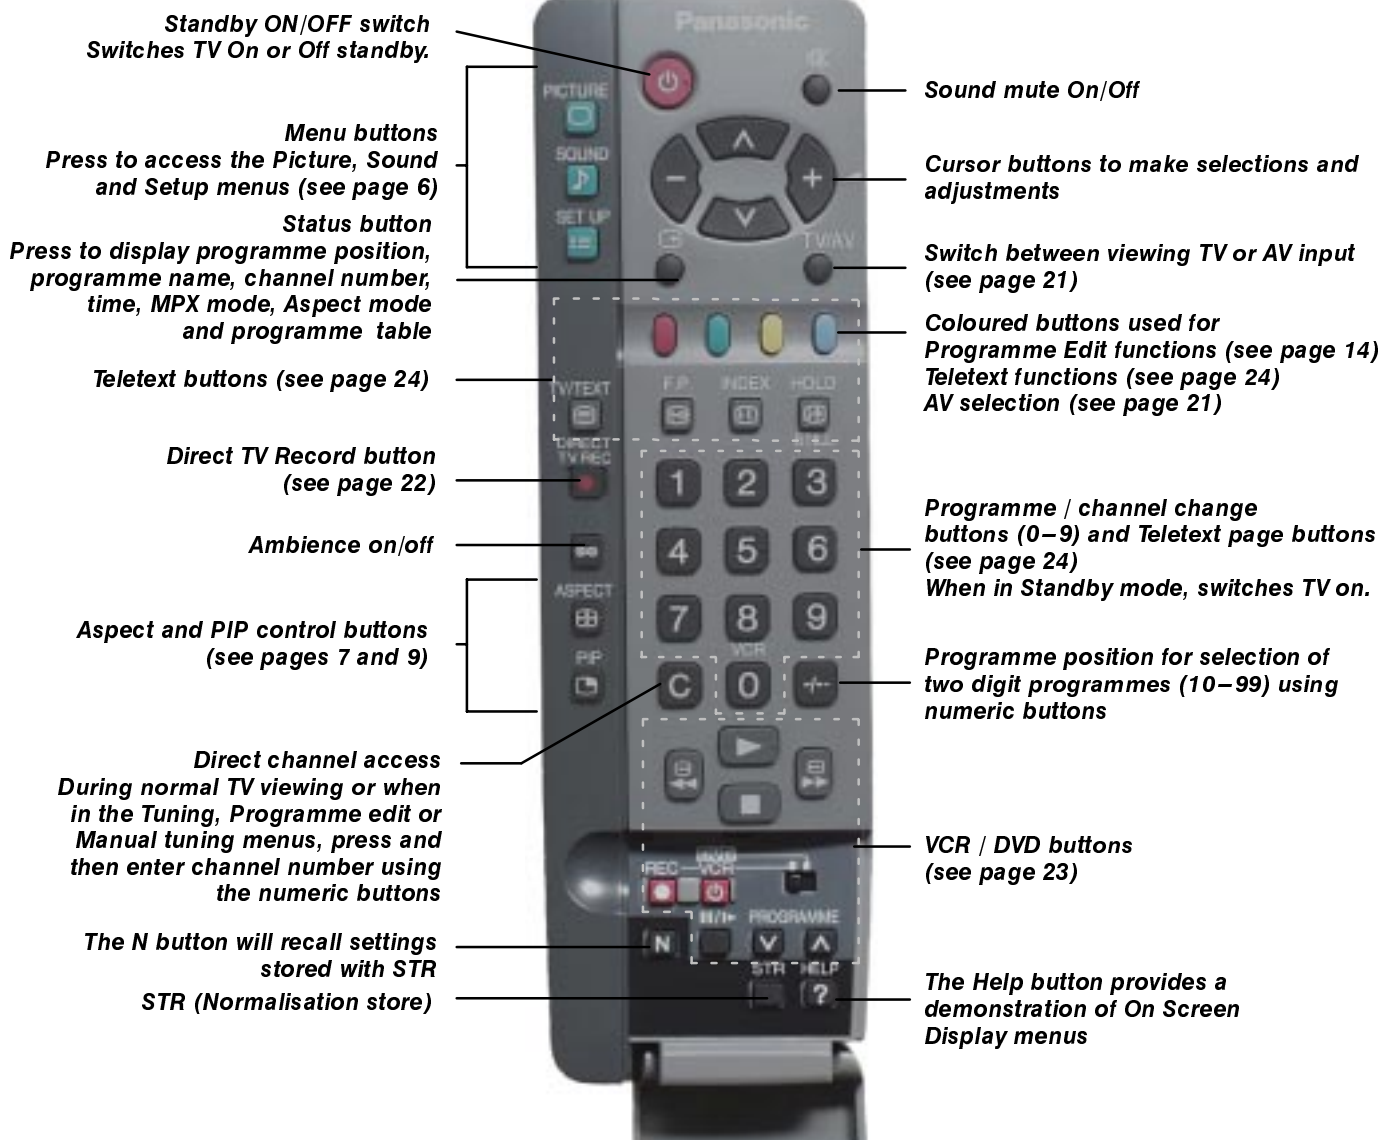 Standby ON/OFF switch
Switches TV On or Off standby.
Menu buttons
Press to access the Picture, Sound
and Setup menus (see page 6)
Status button
Press to display programme position,
programme name, channel number,
time, MPX mode, Aspect mode
and programme table
Teletext buttons (see page 24)
Direct TV Record button
(see page 22)
Ambience on/off
Aspect and PIP control buttons
(see pages 7 and 9)
Direct channel access
During normal TV viewing or when
in the Tuning, Programme edit or
Manual tuning menus, press and
then enter channel number using
the numeric buttons
The N button will recall settings
stored with STR
STR (Normalisation store)
Panasonic
PICTURE
SOUND
SET UP
TV/AV
TV/TEXT
F.P.
INDEX
HOLD
DIRECT
TV REC
1 2 3
4 5 6
ASPECT
7 8 9
VCR
PIP
C 0 -/--
REC VCR
PROGRAMME
N
STR HELP
?
Sound mute On/Off
Cursor buttons to make selections and
adjustments
Switch between viewing TV or AV input
(see page 21)
Coloured buttons used for
Programme Edit functions (see page 14)
Teletext functions (see page 24)
AV selection (see page 21)
Programme / channel change
buttons (0–9) and Teletext page buttons
(see page 24)
When in Standby mode, switches TV on.
Programme position for selection of
two digit programmes (10–99) using
numeric buttons
VCR / DVD buttons
(see page 23)
The Help button provides a
demonstration of On Screen
Display menus